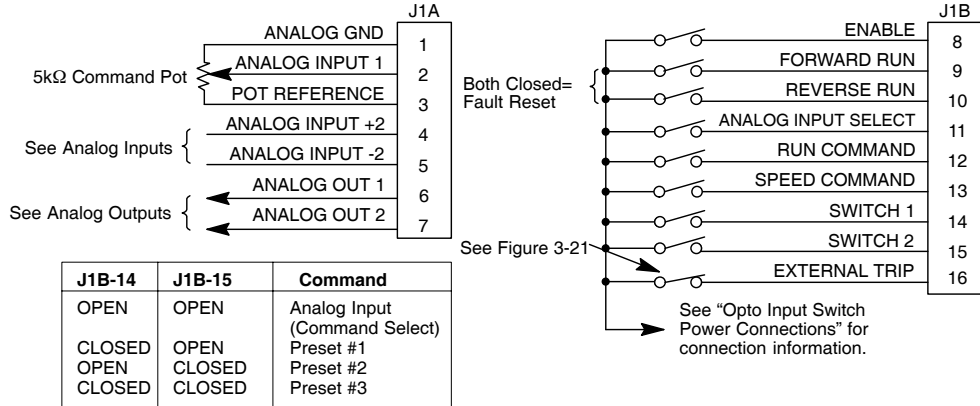 J1A
ANALOG GND
1
5kΩ Command Pot
ANALOG INPUT 1
2
POT REFERENCE
3
ANALOG INPUT +2
4
See Analog Inputs
ANALOG INPUT -2
5
ANALOG OUT 1
6
See Analog Outputs
ANALOG OUT 2
7
J1B-14 J1B-15 Command
OPEN OPEN Analog Input
(Command Select)
CLOSED OPEN Preset #1
OPEN CLOSED Preset #2
CLOSED CLOSED Preset #3
J1B
ENABLE
8
FORWARD RUN
9
Both Closed=
Fault Reset
REVERSE RUN
10
ANALOG INPUT SELECT
11
RUN COMMAND
12
SPEED COMMAND
13
SWITCH 1
14
SWITCH 2
15
See Figure 3-21
EXTERNAL TRIP
16
See “Opto Input Switch
Power Connections” for
connection information.